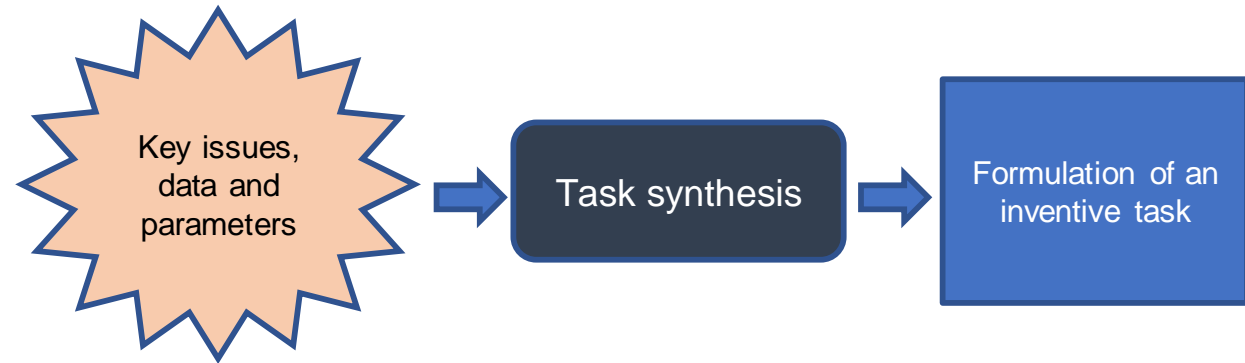 Key issues,
data and
parameters
Task synthesis
Formulation of an
inventive task